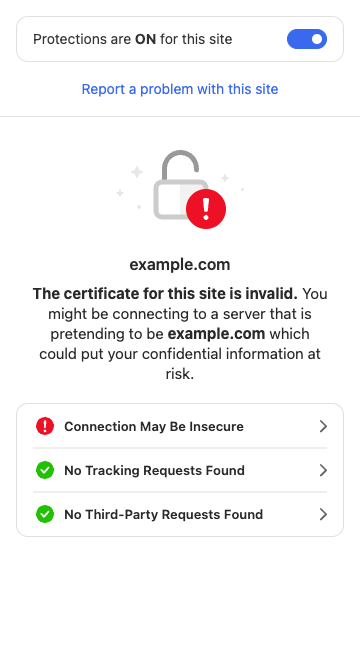 Protections are ON for this site
Report a problem with this site
example.com
The certificate for this site is invalid. You
might be connecting to a server that is
pretending to be example.com which
could put your confidential information at
risk.
Connection May Be Insecure
No Tracking Requests Found
No Third-Party Requests Found